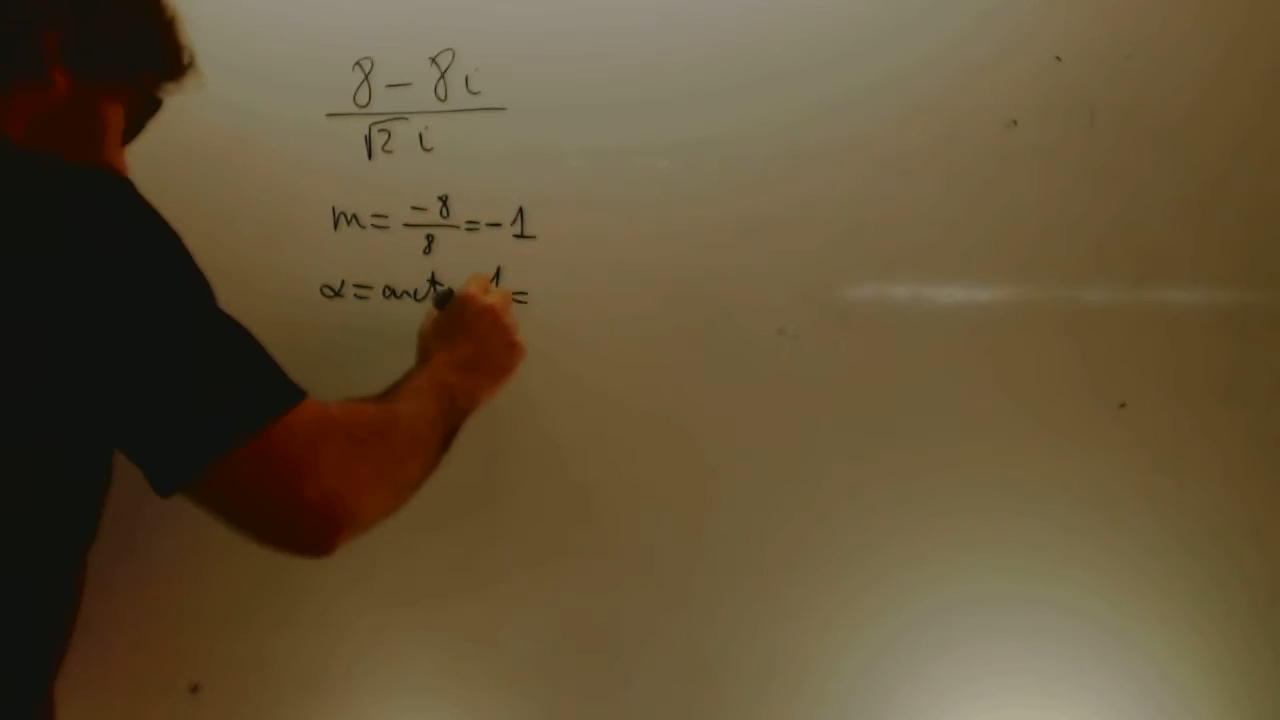 8 - 8i
√2 i
m = -8/8 = -1
α = arct 1 =